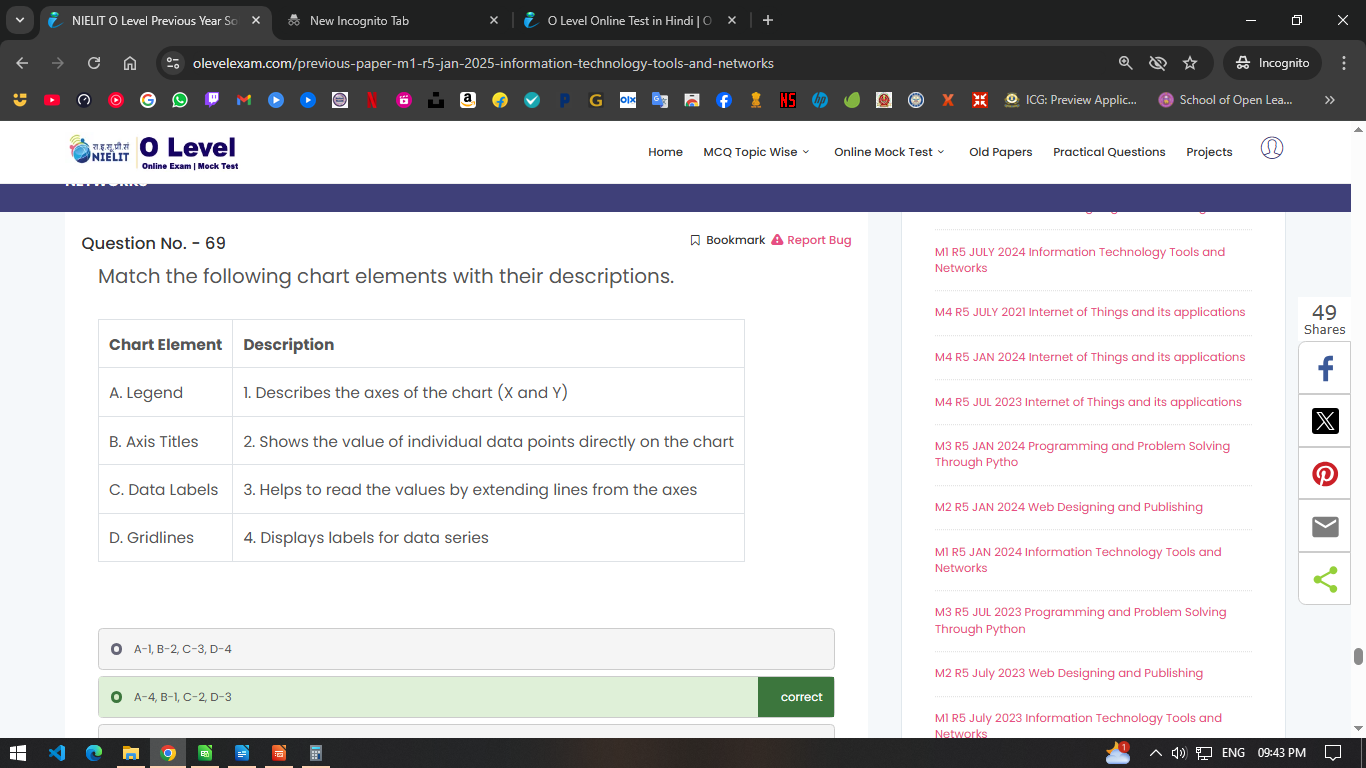 NIELIT O Level Previous Year So
New Incognito Tab
O Level Online Test in Hindi | O
olevelexam.com/previous-paper-m1-r5-jan-2025-information-technology-tools-and-networks
Incognito
ICG: Preview Applic...
School of Open Lea...
रा.इ.सू.प्रौ.सं
NIELIT
O Level
Online Exam | Mock Test
Home
MCQ Topic Wise
Online Mock Test
Old Papers
Practical Questions
Projects
NETWORKS
Question No. - 69
Bookmark
Report Bug
Match the following chart elements with their descriptions.
Chart Element Description
A. Legend 1. Describes the axes of the chart (X and Y)
B. Axis Titles 2. Shows the value of individual data points directly on the chart
C. Data Labels 3. Helps to read the values by extending lines from the axes
D. Gridlines 4. Displays labels for data series
A-1, B-2, C-3, D-4
A-4, B-1, C-2, D-3 correct
M1 R5 JULY 2024 Information Technology Tools and
Networks
M4 R5 JULY 2021 Internet of Things and its applications
M4 R5 JAN 2024 Internet of Things and its applications
M4 R5 JUL 2023 Internet of Things and its applications
M3 R5 JAN 2024 Programming and Problem Solving
Through Pytho
M2 R5 JAN 2024 Web Designing and Publishing
M1 R5 JAN 2024 Information Technology Tools and
Networks
M3 R5 JUL 2023 Programming and Problem Solving
Through Python
M2 R5 July 2023 Web Designing and Publishing
M1 R5 July 2023 Information Technology Tools and
Networks
49
Shares
1
ENG
09:43 PM